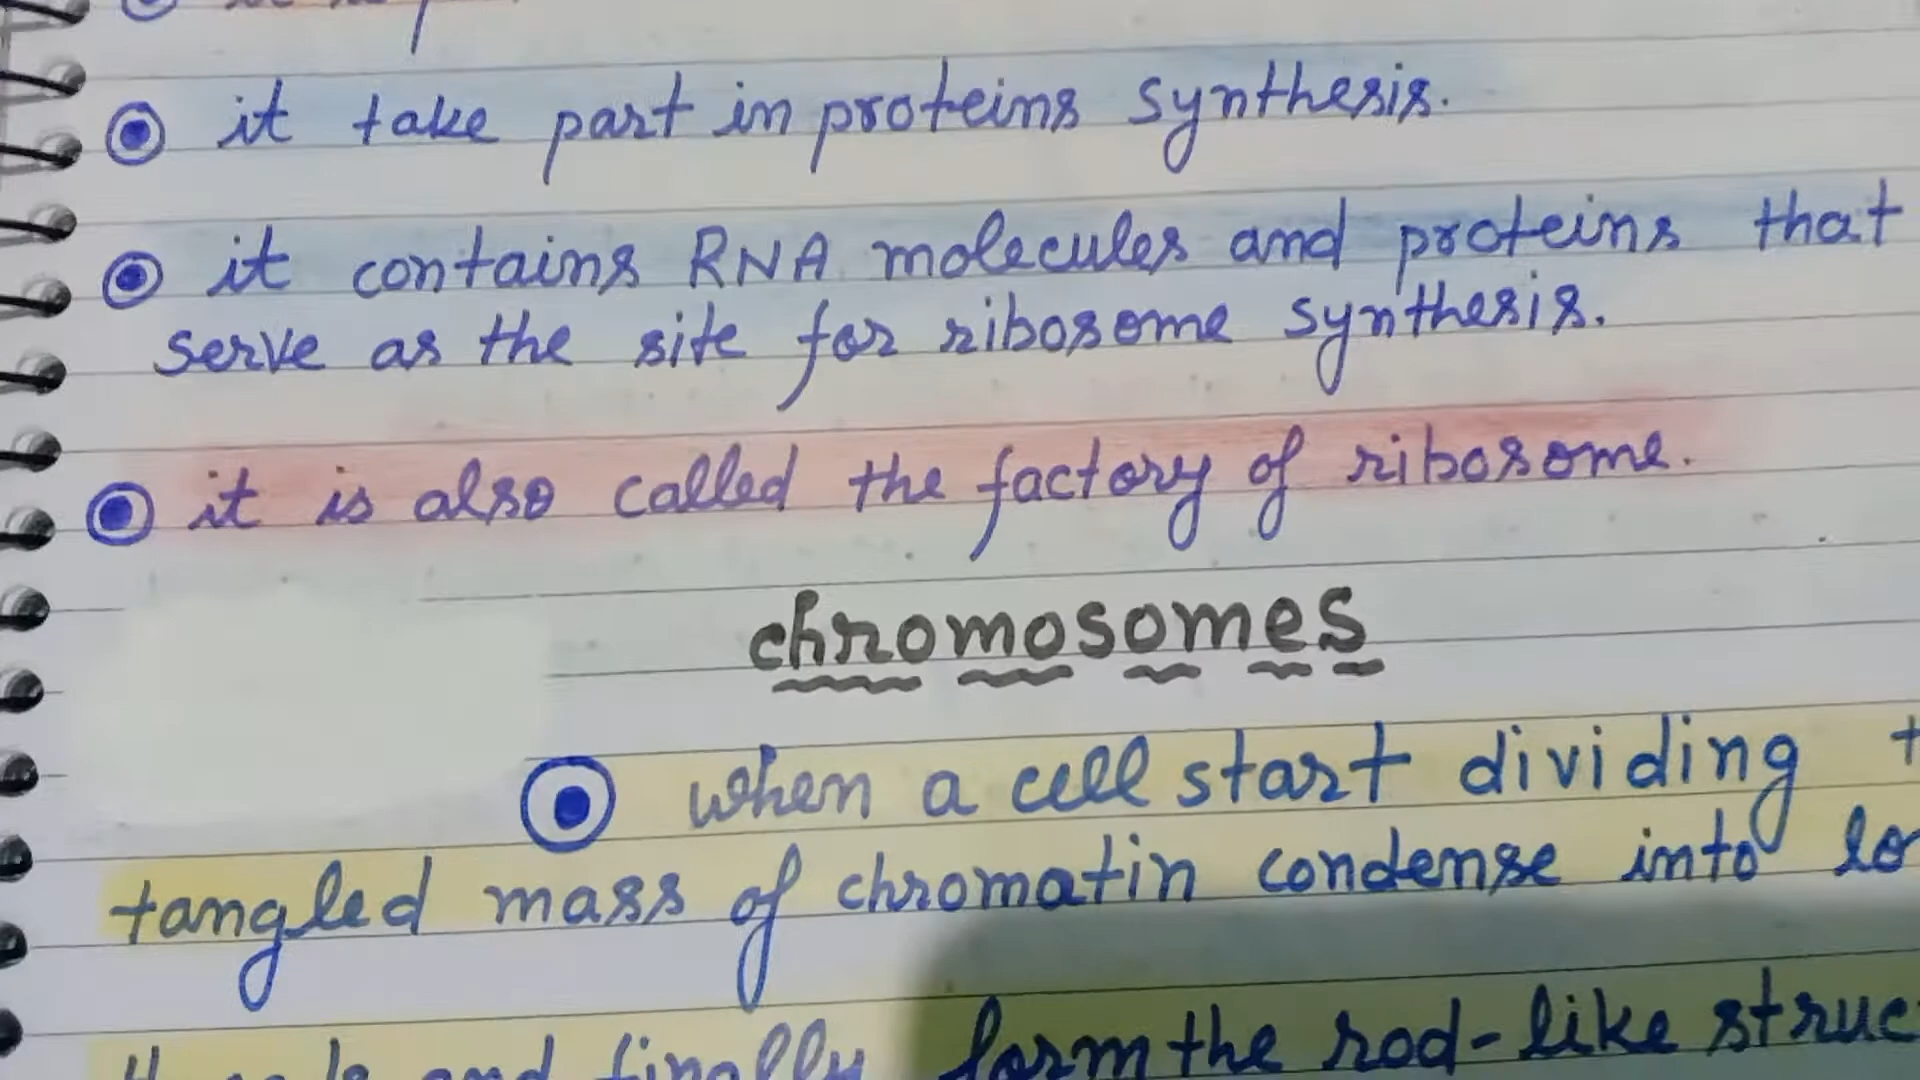 it take part in proteins synthesis.
it contains RNA molecules and proteins that
serve as the site for ribosome synthesis.
it is also called the factory of ribosome.
chromosomes
when a cell start dividing
tangled mass of chromatin condense into
and finally form the rod-like